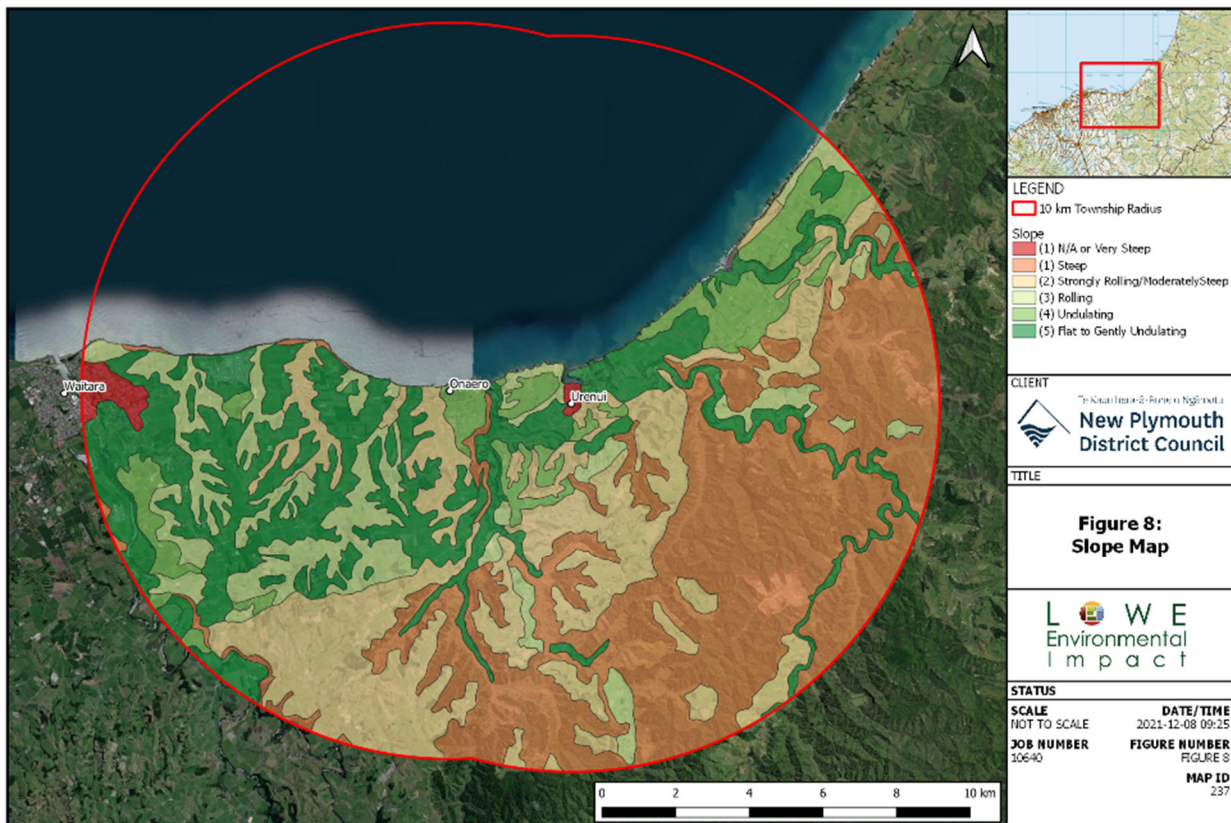 Waitara
Onaero
Urenui
0 2 4 6 8 10 km
LEGEND
10 km Township Radius
Slope
(1) N/A or Very Steep
(1) Steep
(2) Strongly Rolling/ModeratelySteep
(3) Rolling
(4) Undulating
(5) Flat to Gently Undulating
CLIENT
New Plymouth
District Council
TITLE
Figure 8:
Slope Map
LOWE
Environmental
Impact
STATUS
SCALE DATE/TIME
NOT TO SCALE 2021-12-08 09:25
JOB NUMBER FIGURE NUMBER
10640 FIGURE 8
MAP ID
237